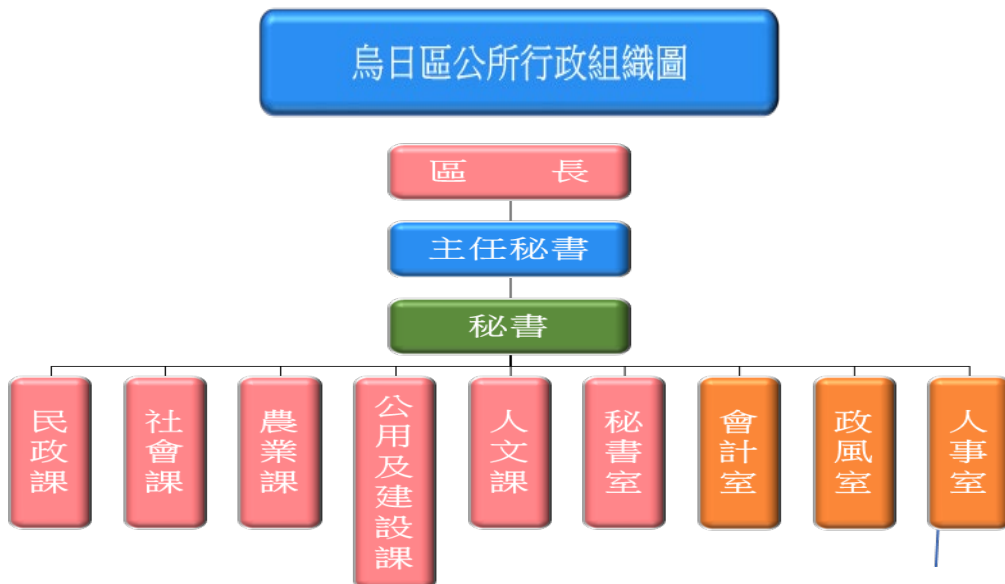 烏日區公所行政組織圖
區　　長
主任秘書
秘書
民政課
社會課
農業課
公用及建設課
人文課
秘書室
會計室
政風室
人事室